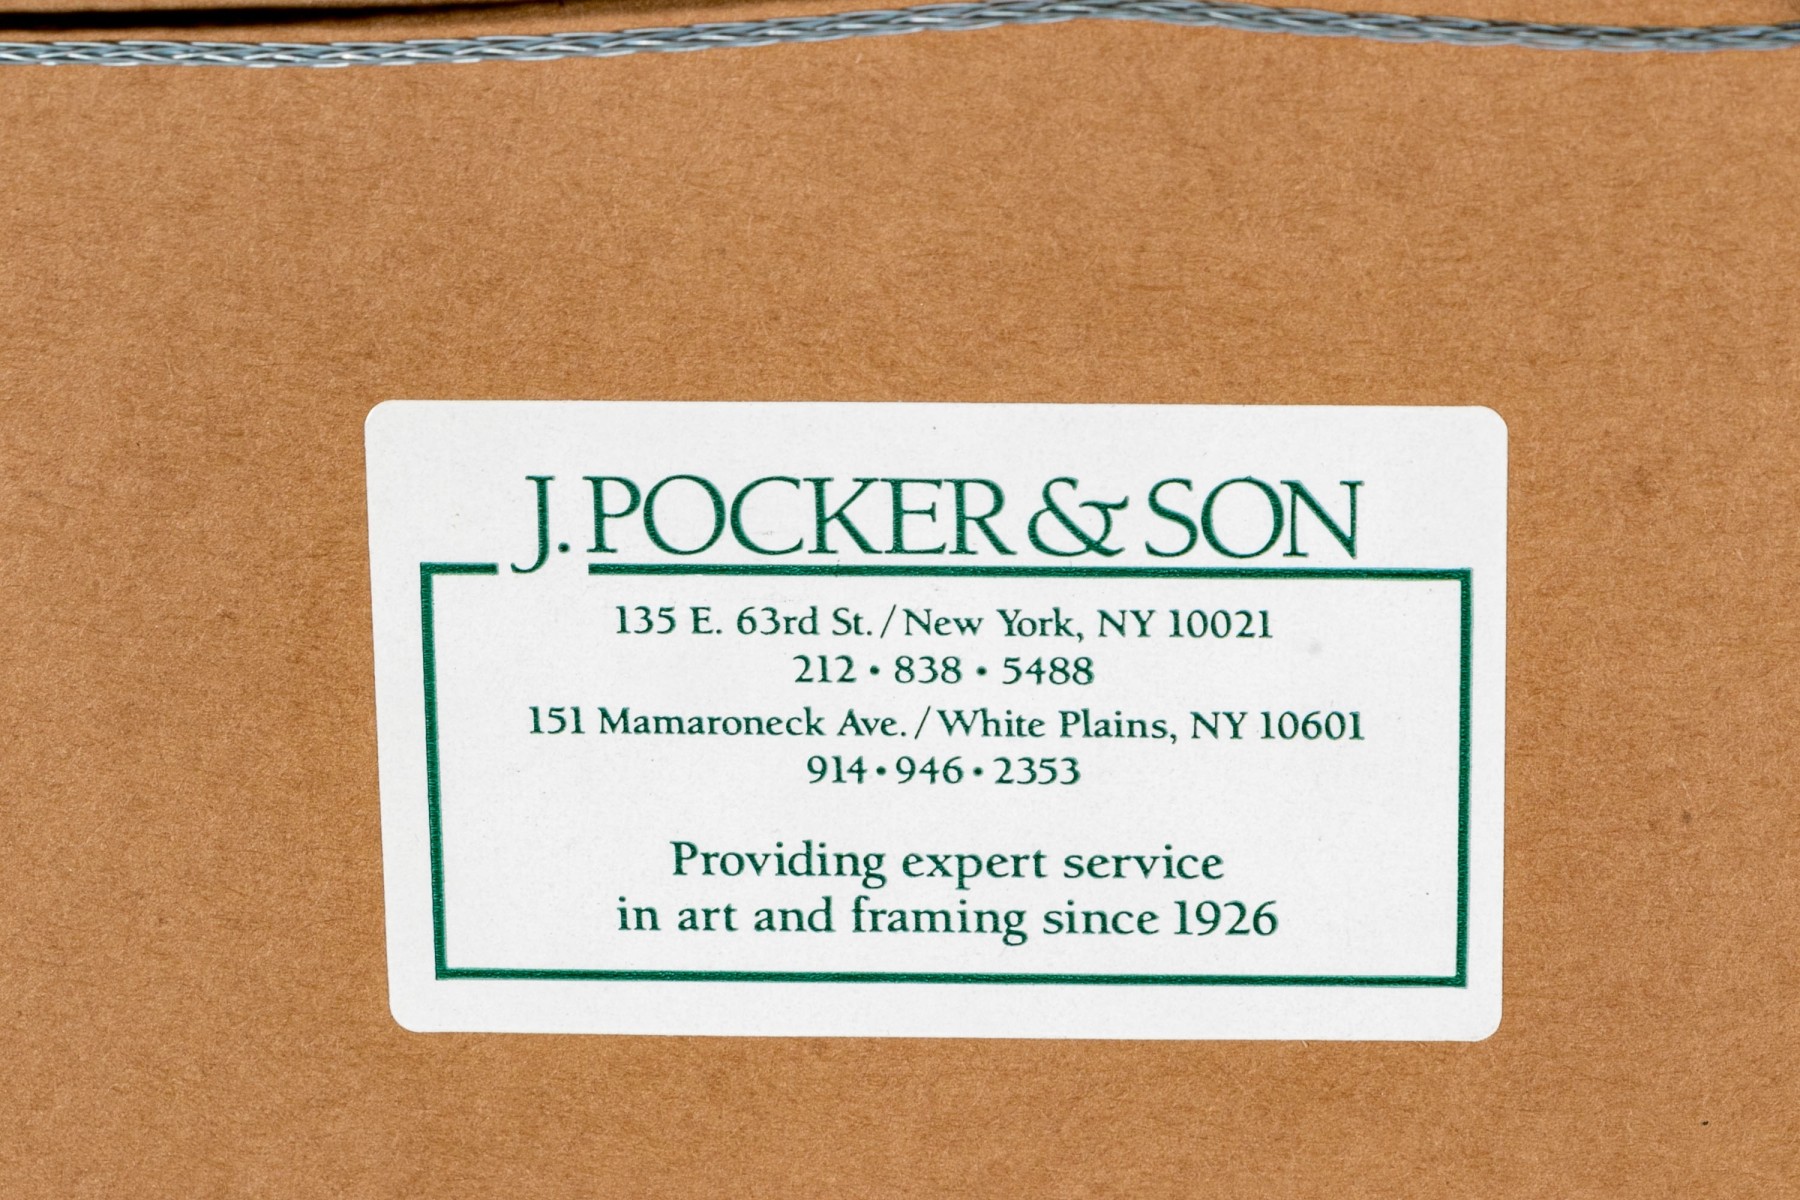 J. POCKER & SON
135 E. 63rd St. / New York, NY 10021
212 • 838 • 5488
151 Mamaroneck Ave. / White Plains, NY 10601
914 • 946 • 2353
Providing expert service
in art and framing since 1926